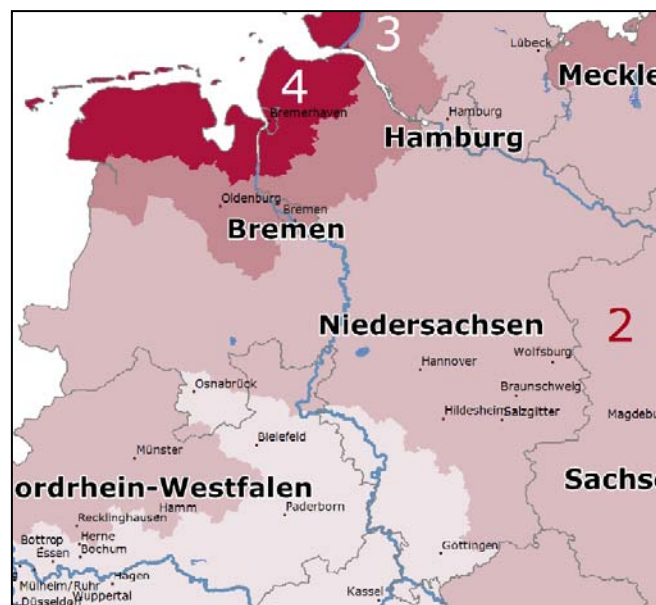 3
Lübeck
Meckle
4
Bremerhaven
Hamburg
Hamburg
Oldenburg
Bremen
Bremen
Niedersachsen
2
Hannover
Wolfsburg
Osnabrück
Braunschweig
Hildesheim
Salzgitter
Magdebu
Bielefeld
Münster
ordrhein-Westfalen
Sachs
Hamm
Paderborn
Recklinghausen
Bottrop
Herne
Essen
Bochum
Göttingen
Hagen
Mülheim/Ruhr
Kassel
Wuppertal
Düsseldorf